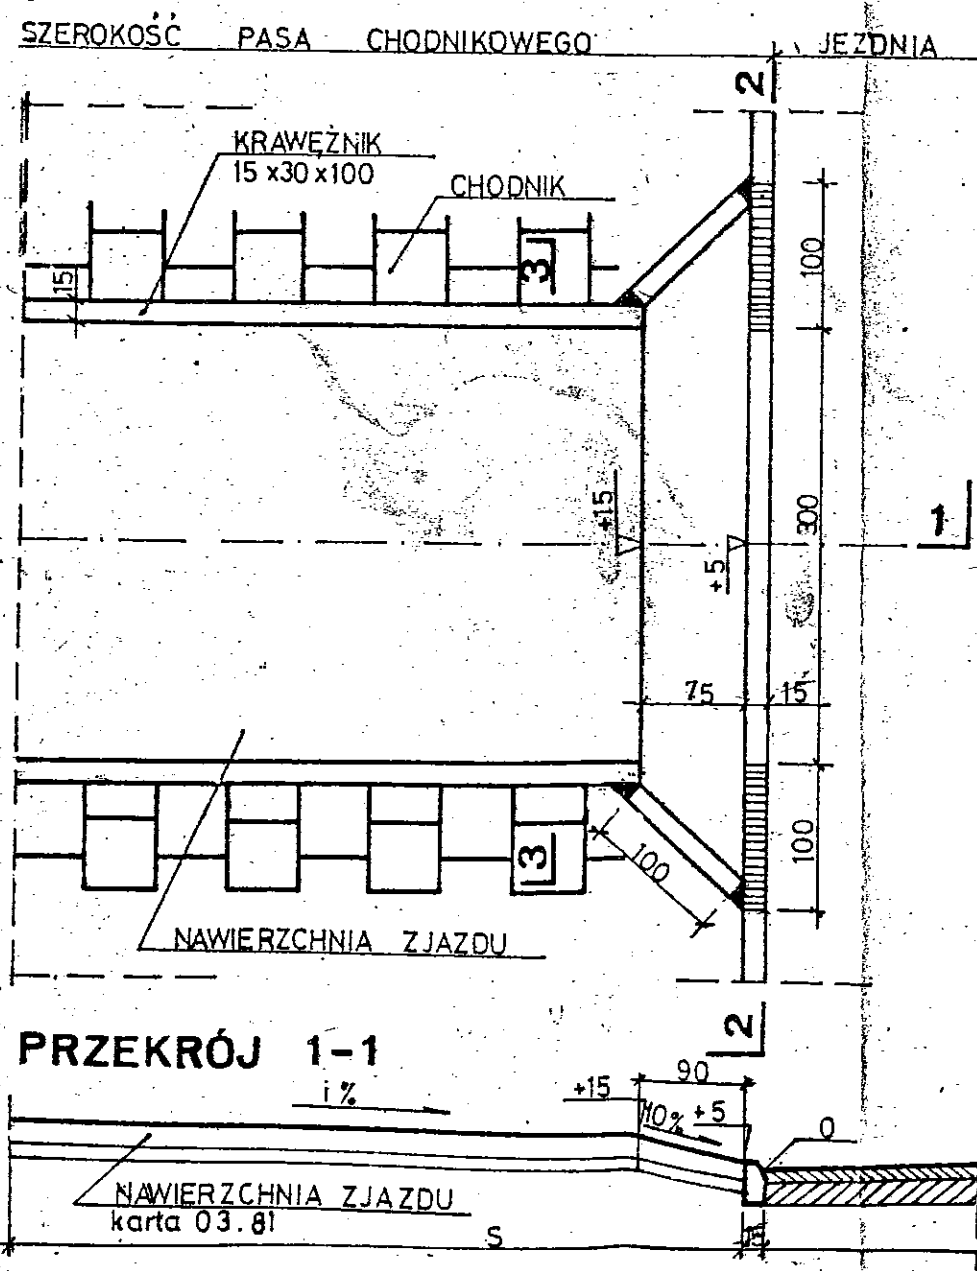 SZEROKOŚĆ PASA CHODNIKOWEGO
JEZDNIA
2
KRAWĘŻNIK
15 x30 x100
CHODNIK
3
15
100
+15
+5
300
1
75
15
100
3
100
NAWIERZCHNIA ZJAZDU
2
PRZEKRÓJ 1-1
i %
+15
90
10% +5
0
NAWIERZCHNIA ZJAZDU
karta 03.81
S
15